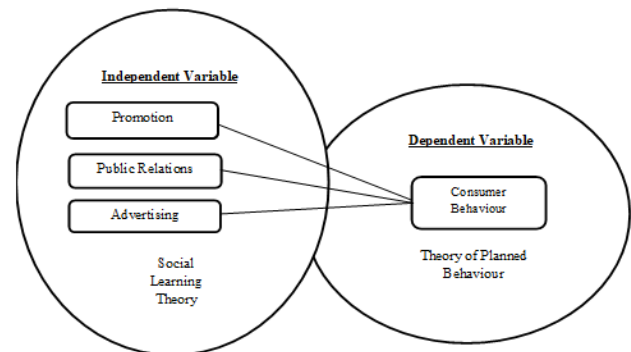 Independent Variable
Promotion
Public Relations
Advertising
Social
Learning
Theory
Dependent Variable
Consumer
Behaviour
Theory of Planned
Behaviour